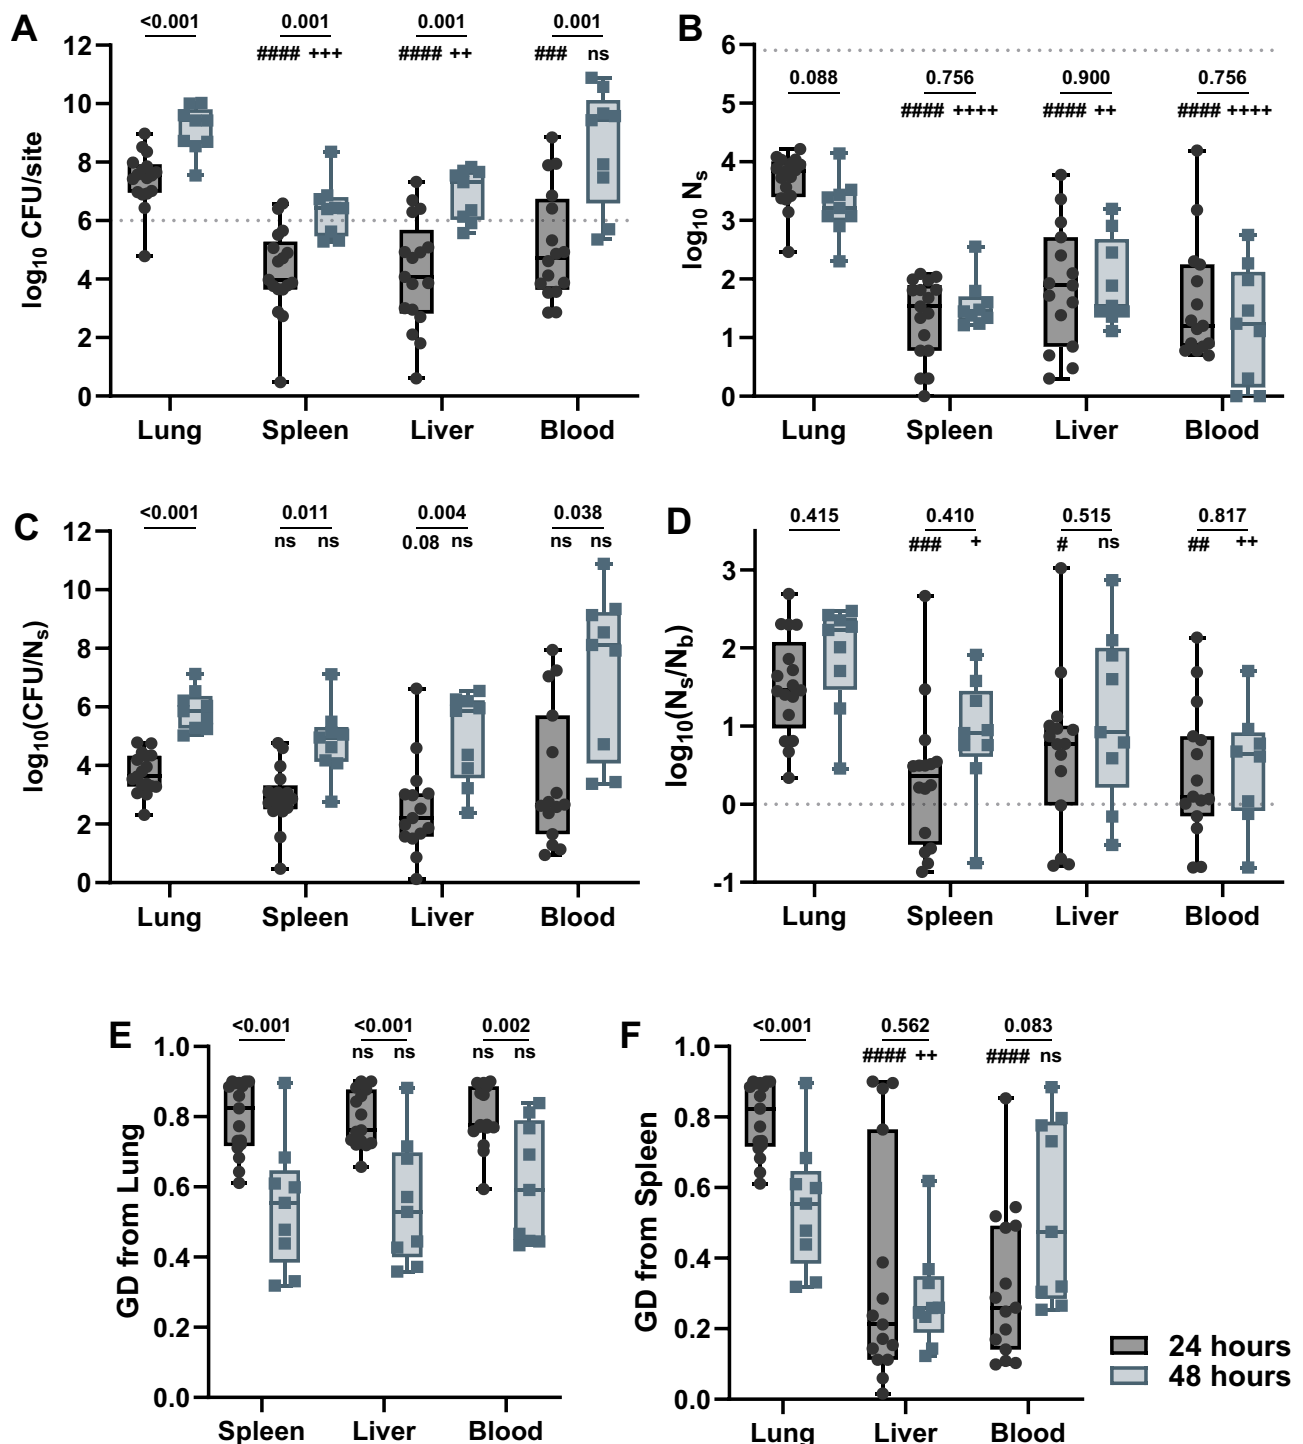 A
<0.001 0.001 0.001 0.001
#### +++ #### ++ ### ns
log10 CFU/site
12
10
8
6
4
2
0
Lung Spleen Liver Blood
B
0.088 0.756 0.900 0.756
#### ++++ #### ++ #### ++++
log10 Ns
6
5
4
3
2
1
0
Lung Spleen Liver Blood
C
<0.001 0.011 0.004 0.038
ns ns 0.08 ns ns ns
log10(CFU/Ns)
12
10
8
6
4
2
0
Lung Spleen Liver Blood
D
0.415 0.410 0.515 0.817
### + # ns ## ++
log10(Ns/Nb)
3
2
1
0
-1
Lung Spleen Liver Blood
E
<0.001 <0.001 0.002
ns ns ns ns
GD from Lung
1.0
0.8
0.6
0.4
0.2
0.0
Spleen Liver Blood
F
<0.001 0.562 0.083
#### ++ #### ns
GD from Spleen
1.0
0.8
0.6
0.4
0.2
0.0
Lung Liver Blood
24 hours
48 hours